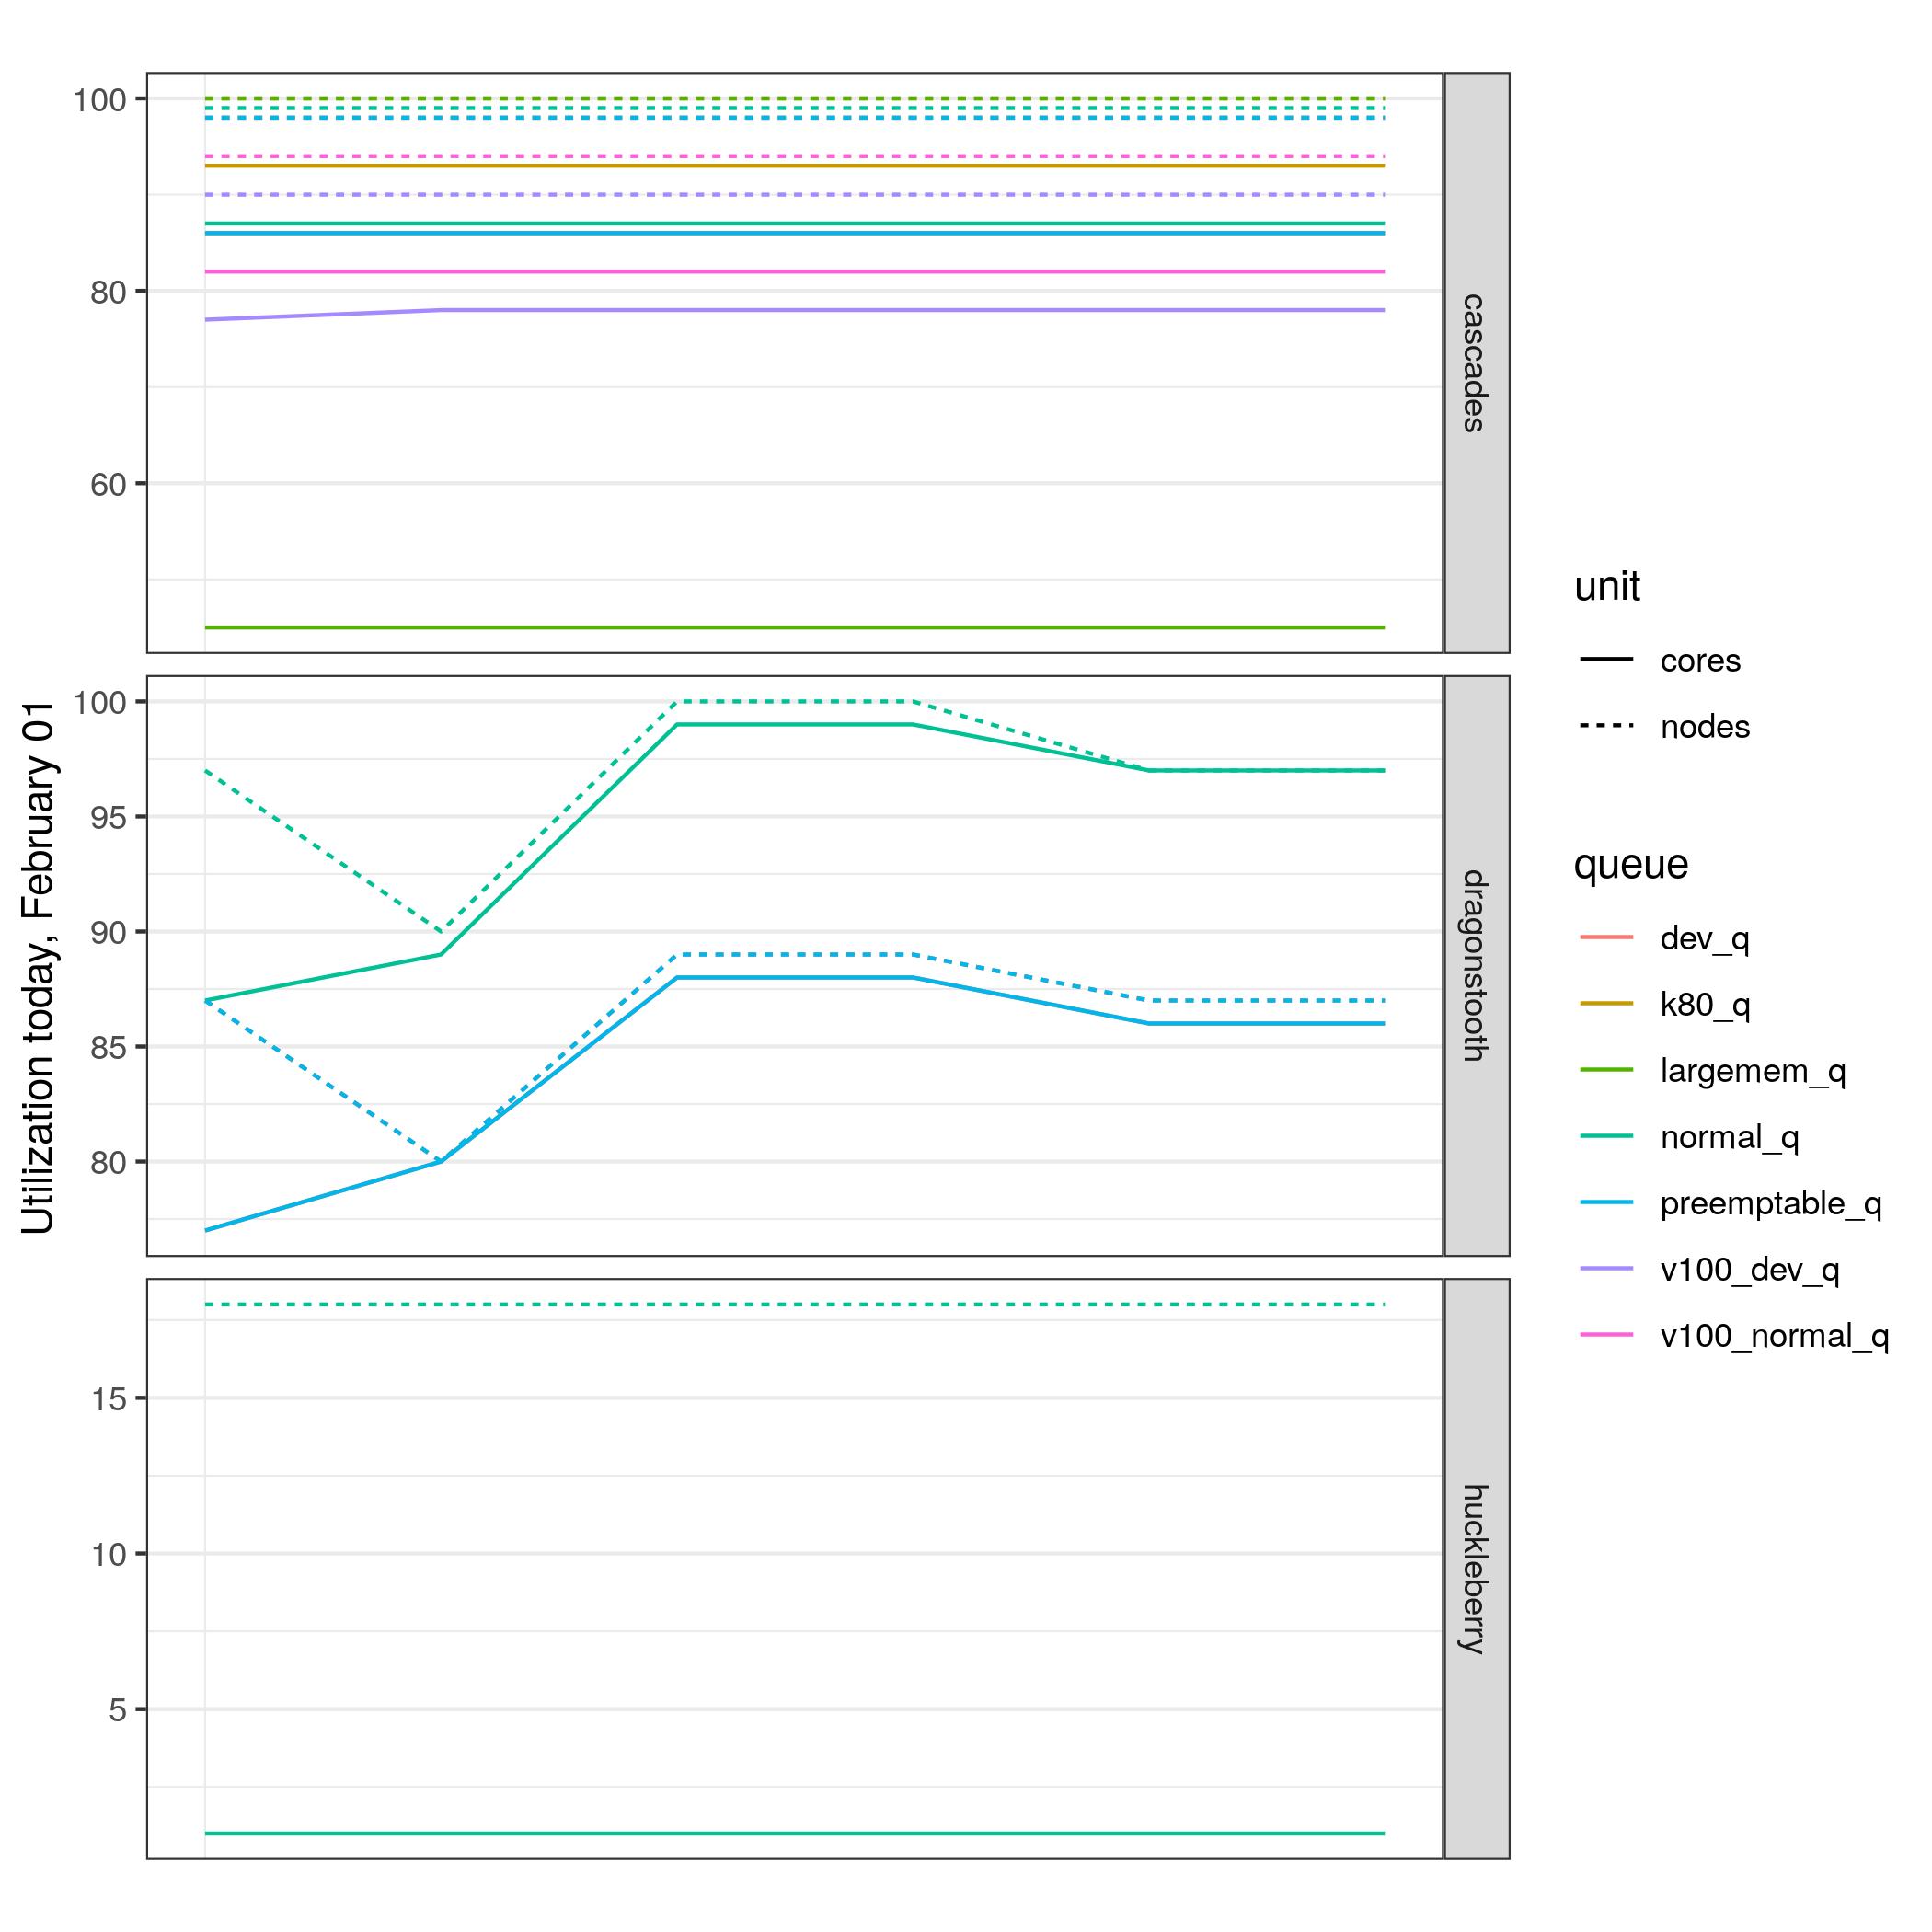 Utilization today, February 01
100
80
60
cascades
100
95
90
85
80
dragonstooth
15
10
5
huckleberry
unit
cores
nodes
queue
dev_q
k80_q
largemem_q
normal_q
preemptable_q
v100_dev_q
v100_normal_q